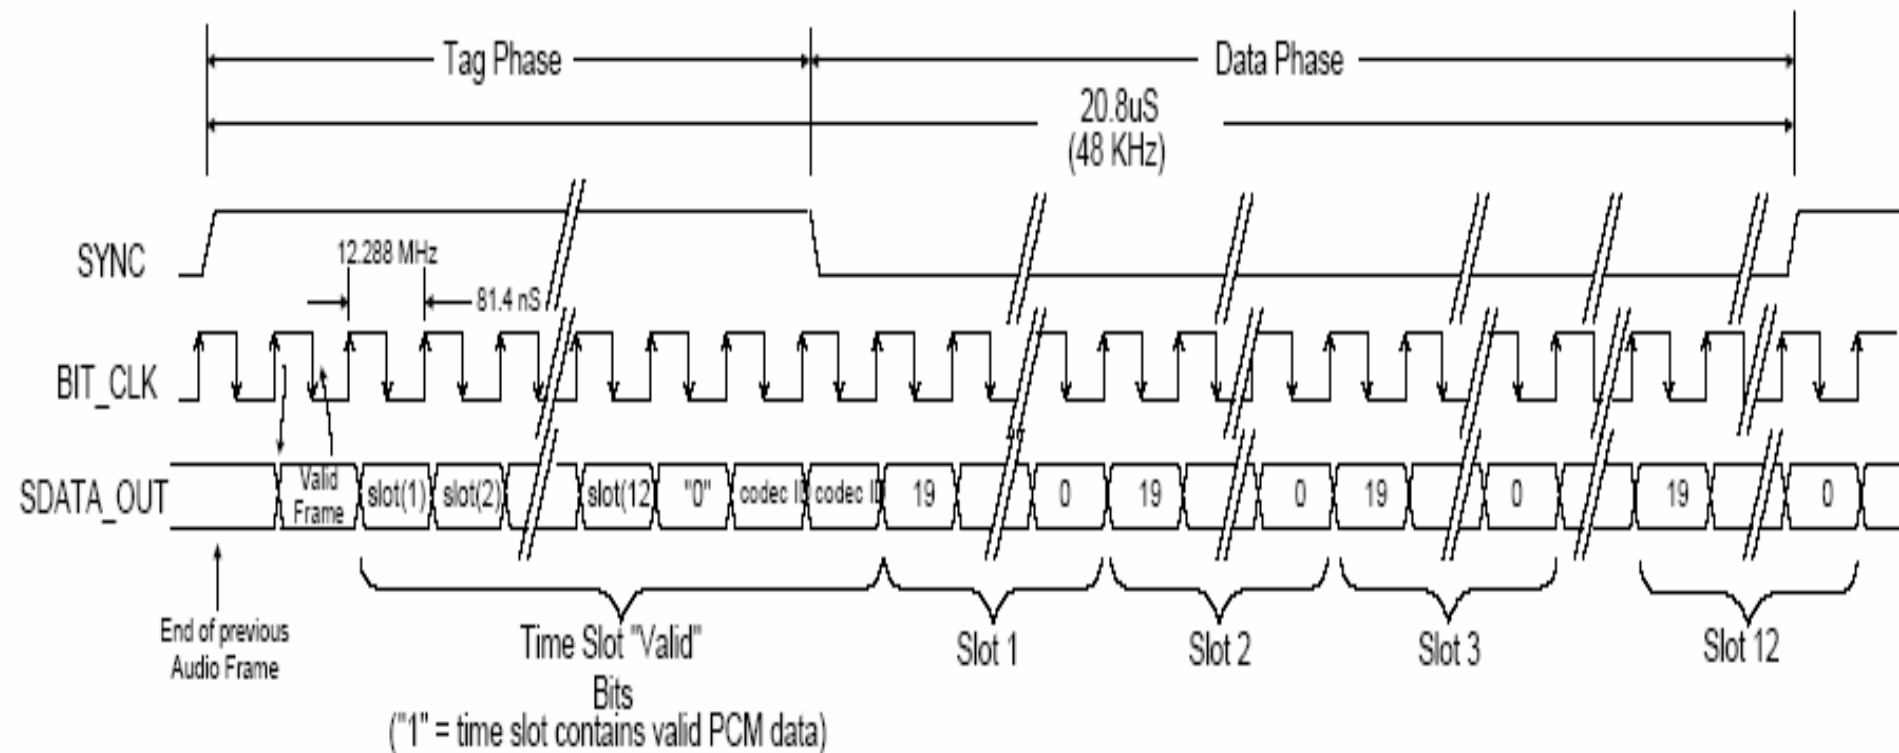 Tag Phase
Data Phase
20.8uS
(48 KHz)
SYNC
12.288 MHz
81.4 nS
BIT_CLK
SDATA_OUT
Valid
Frame
slot(1)
slot(2)
slot(12
"0"
codec ID
codec ID
19
0
19
0
19
0
19
0
End of previous
Audio Frame
Time Slot "Valid"
Bits
("1" = time slot contains valid PCM data)
Slot 1
Slot 2
Slot 3
Slot 12